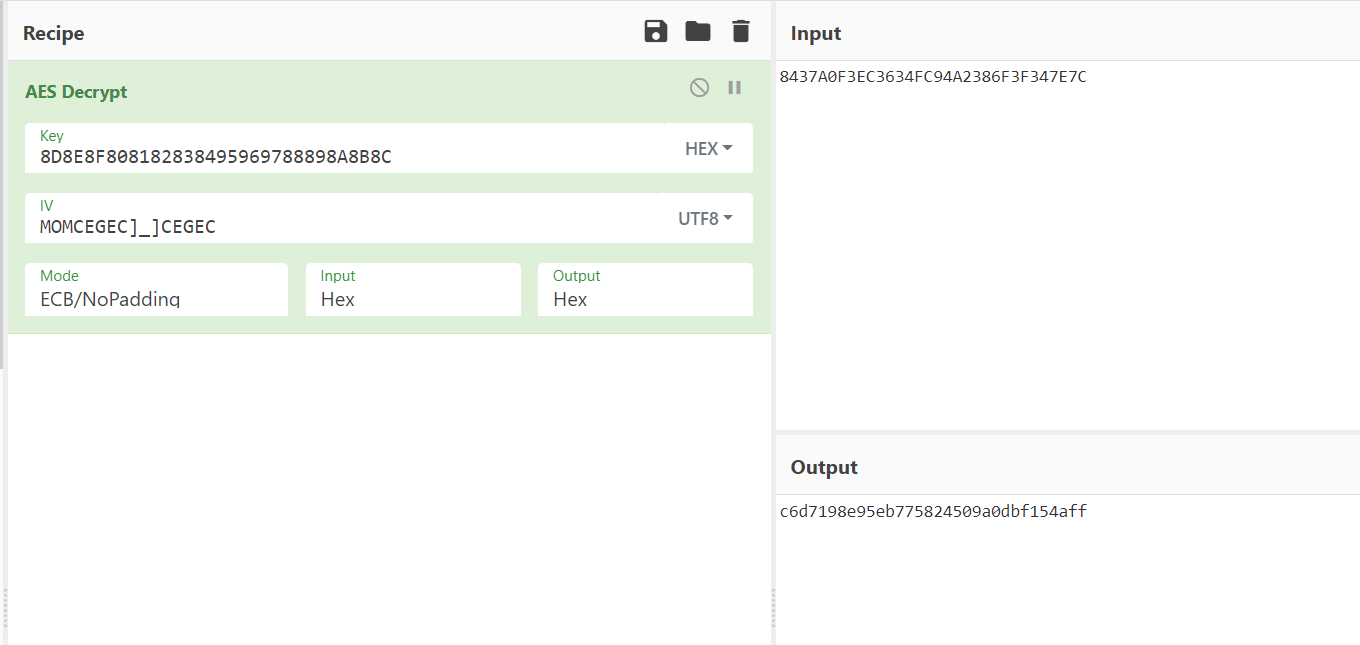 Recipe
AES Decrypt
Key
8D8E8F808182838495969788898A8B8C
HEX
IV
MOMCEGEC]_]CEGEC
UTF8
Mode
ECB/NoPadding
Input
Hex
Output
Hex
Input
8437A0F3EC3634FC94A2386F3F347E7C
Output
c6d7198e95eb775824509a0dbf154aff